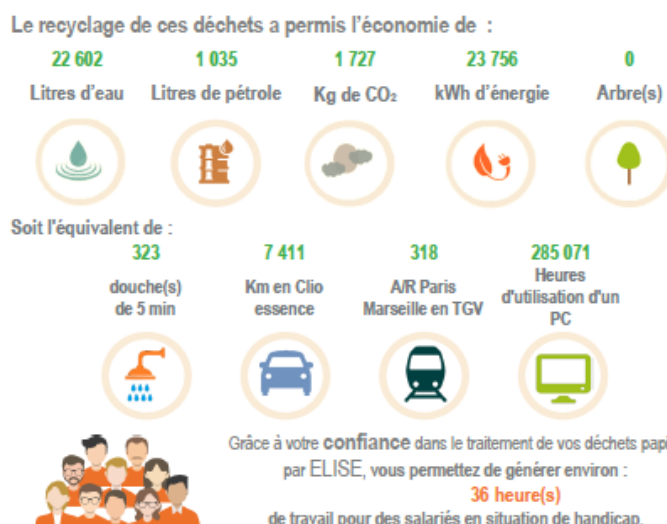 Le recyclage de ces déchets a permis l'économie de :
22 602 1 035 1 727 23 756 0
Litres d'eau Litres de pétrole Kg de CO₂ kWh d'énergie Arbre(s)
Soit l'équivalent de :
323 7 411 318 285 071
douche(s) de 5 min
Km en Clio essence
A/R Paris Marseille en TGV
Heures d'utilisation d'un PC
Grâce à votre confiance dans le traitement de vos déchets papi
par ELISE, vous permettez de générer environ :
36 heure(s)
de travail pour des salariés en situation de handicap.